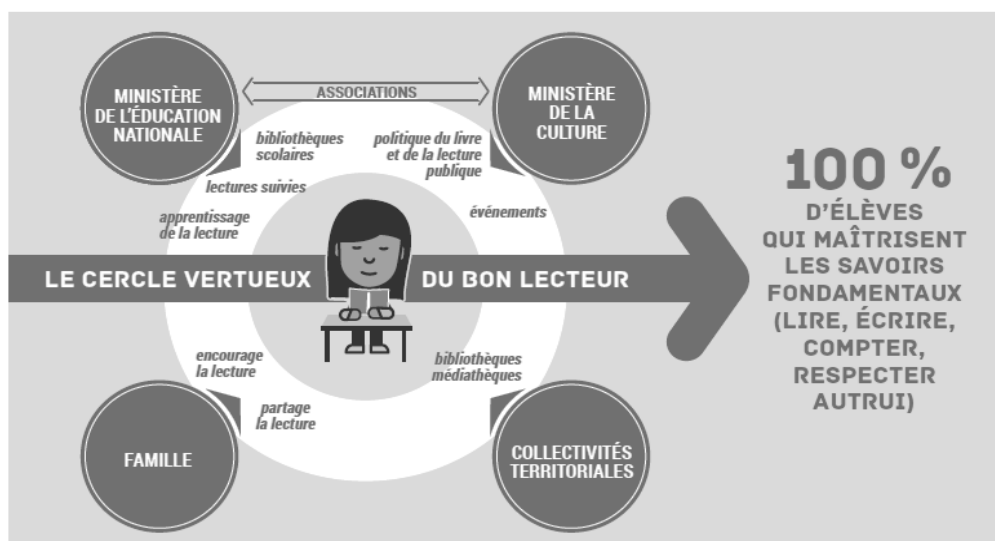 MINISTÈRE
DE L'ÉDUCATION
NATIONALE
ASSOCIATIONS
MINISTÈRE
DE LA
CULTURE
bibliothèques
scolaires
lectures suivies
apprentissage
de la lecture
politique du livre
et de la lecture
publique
événements
LE CERCLE VERTUEUX DU BON LECTEUR
encourage
la lecture
partage
la lecture
bibliothèques
médiathèques
FAMILLE
COLLECTIVITÉS
TERRITORIALES
100 %
D'ÉLÈVES
QUI MAÎTRISENT
LES SAVOIRS
FONDAMENTAUX
(LIRE, ÉCRIRE,
COMPTER,
RESPECTER
AUTRUI)